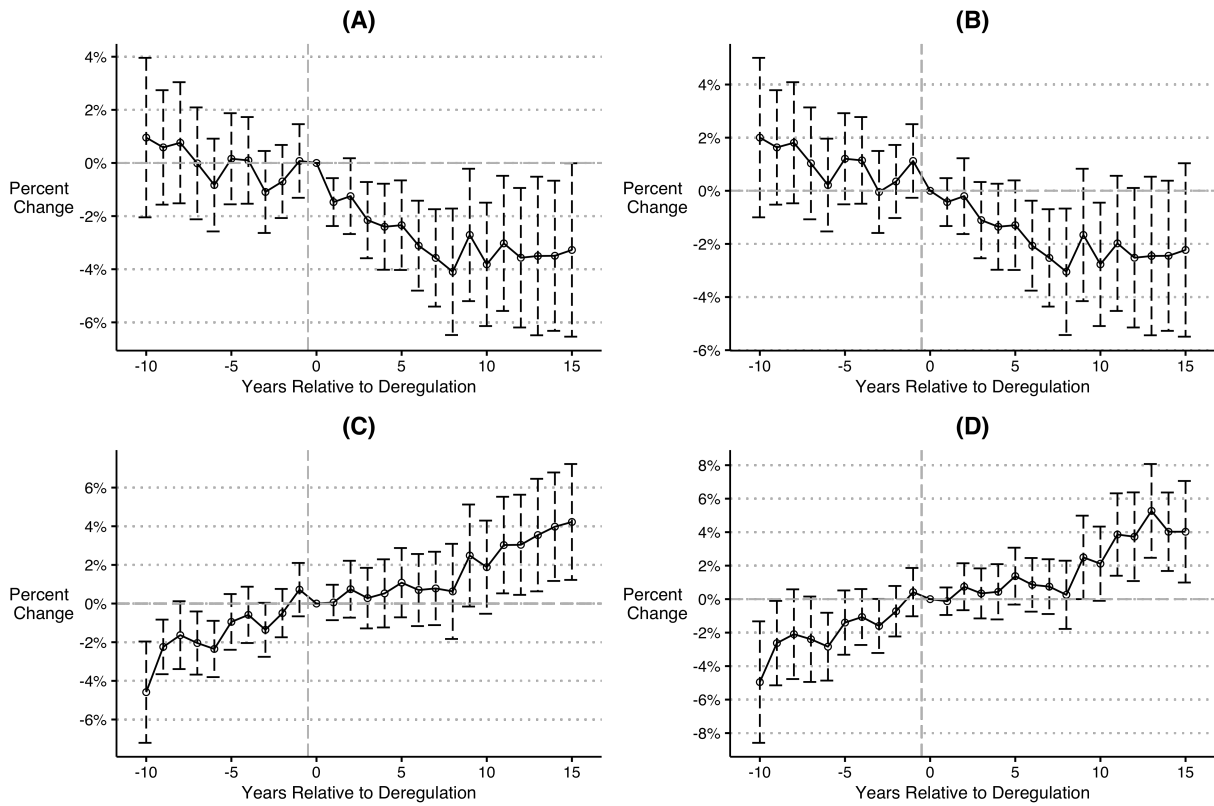 (A)
4%
2%
0%
-2%
-4%
-6%
Percent
Change
-10 -5 0 5 10 15
Years Relative to Deregulation
(B)
4%
2%
0%
-2%
-4%
-6%
Percent
Change
-10 -5 0 5 10 15
Years Relative to Deregulation
(C)
6%
4%
2%
0%
-2%
-4%
-6%
Percent
Change
-10 -5 0 5 10 15
Years Relative to Deregulation
(D)
8%
6%
4%
2%
0%
-2%
-4%
-6%
-8%
Percent
Change
-10 -5 0 5 10 15
Years Relative to Deregulation